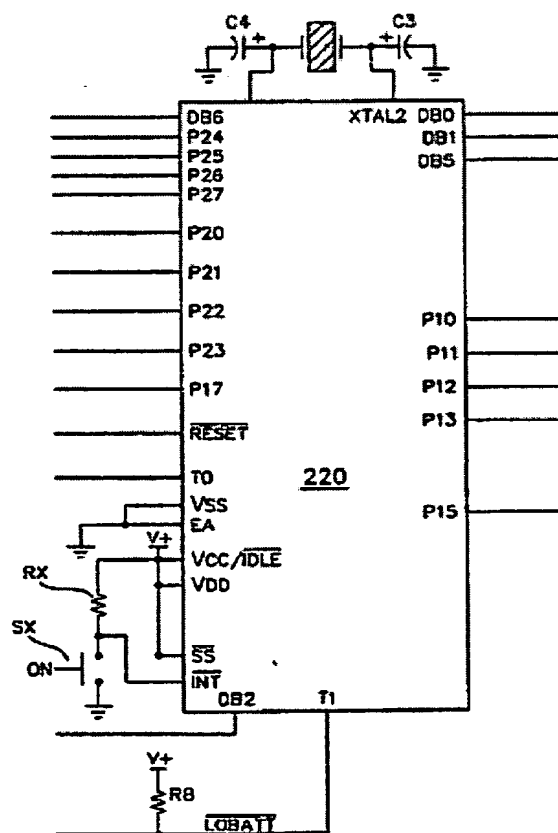 C4 + + C3
DB6 XTAL2 DB0
P24 DB1
P25 DB5
P26
P27
P20
P21
P22 P10
P23 P11
P17 P12
P13
RESET
T0 220
VSS P15
EA
V+
VCC/IDLE
RX VDD
SX
SS
ON INT
DB2 T1
V+
R8
LOBATT